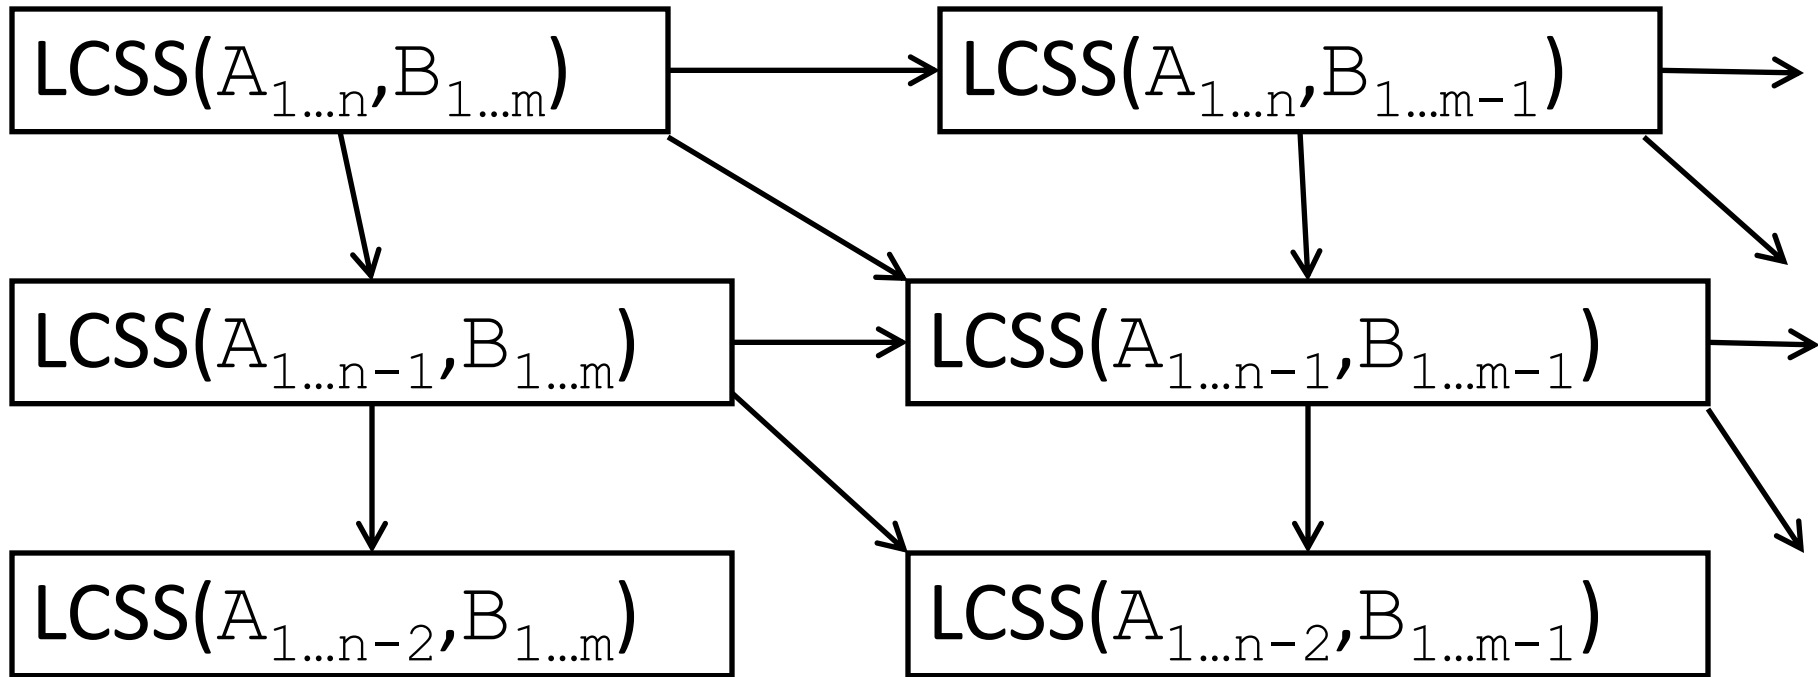 LCSS(A₁…ₙ,B₁…ₘ)
LCSS(A₁…ₙ,B₁…ₘ₋₁)
LCSS(A₁…ₙ₋₁,B₁…ₘ)
LCSS(A₁…ₙ₋₁,B₁…ₘ₋₁)
LCSS(A₁…ₙ₋₂,B₁…ₘ)
LCSS(A₁…ₙ₋₂,B₁…ₘ₋₁)